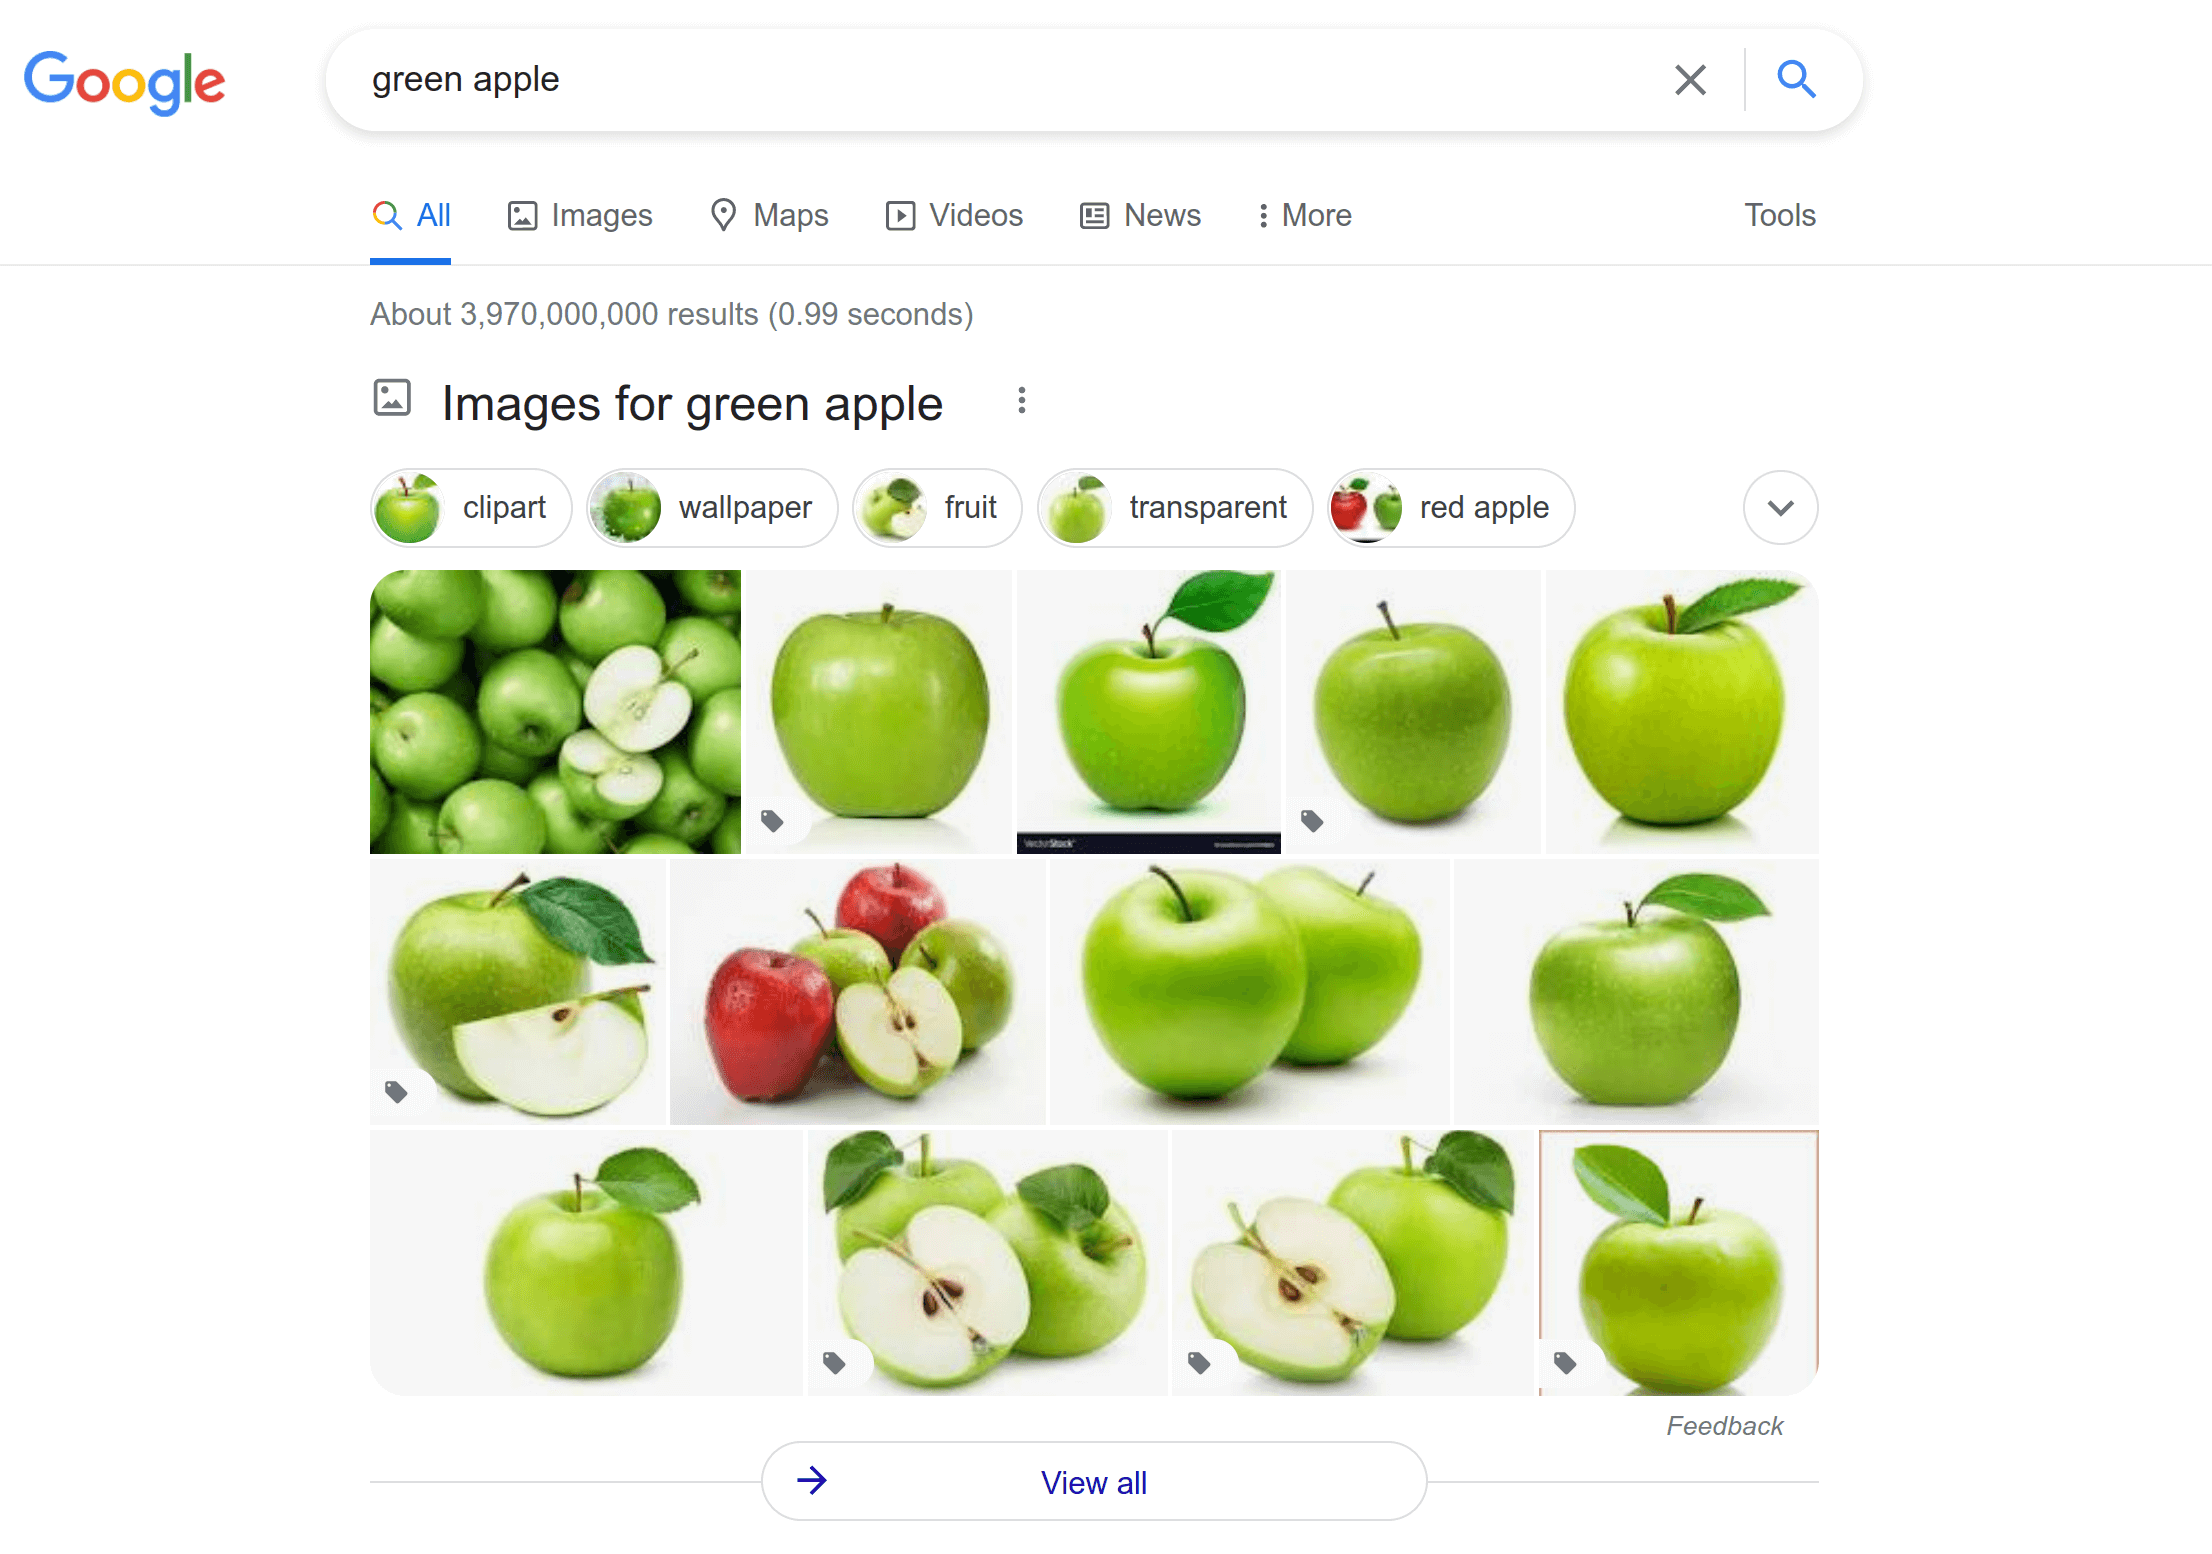 Google
green apple
All Images Maps Videos News More Tools
About 3,970,000,000 results (0.99 seconds)
Images for green apple
clipart wallpaper fruit transparent red apple
VectorStock
Feedback
View all